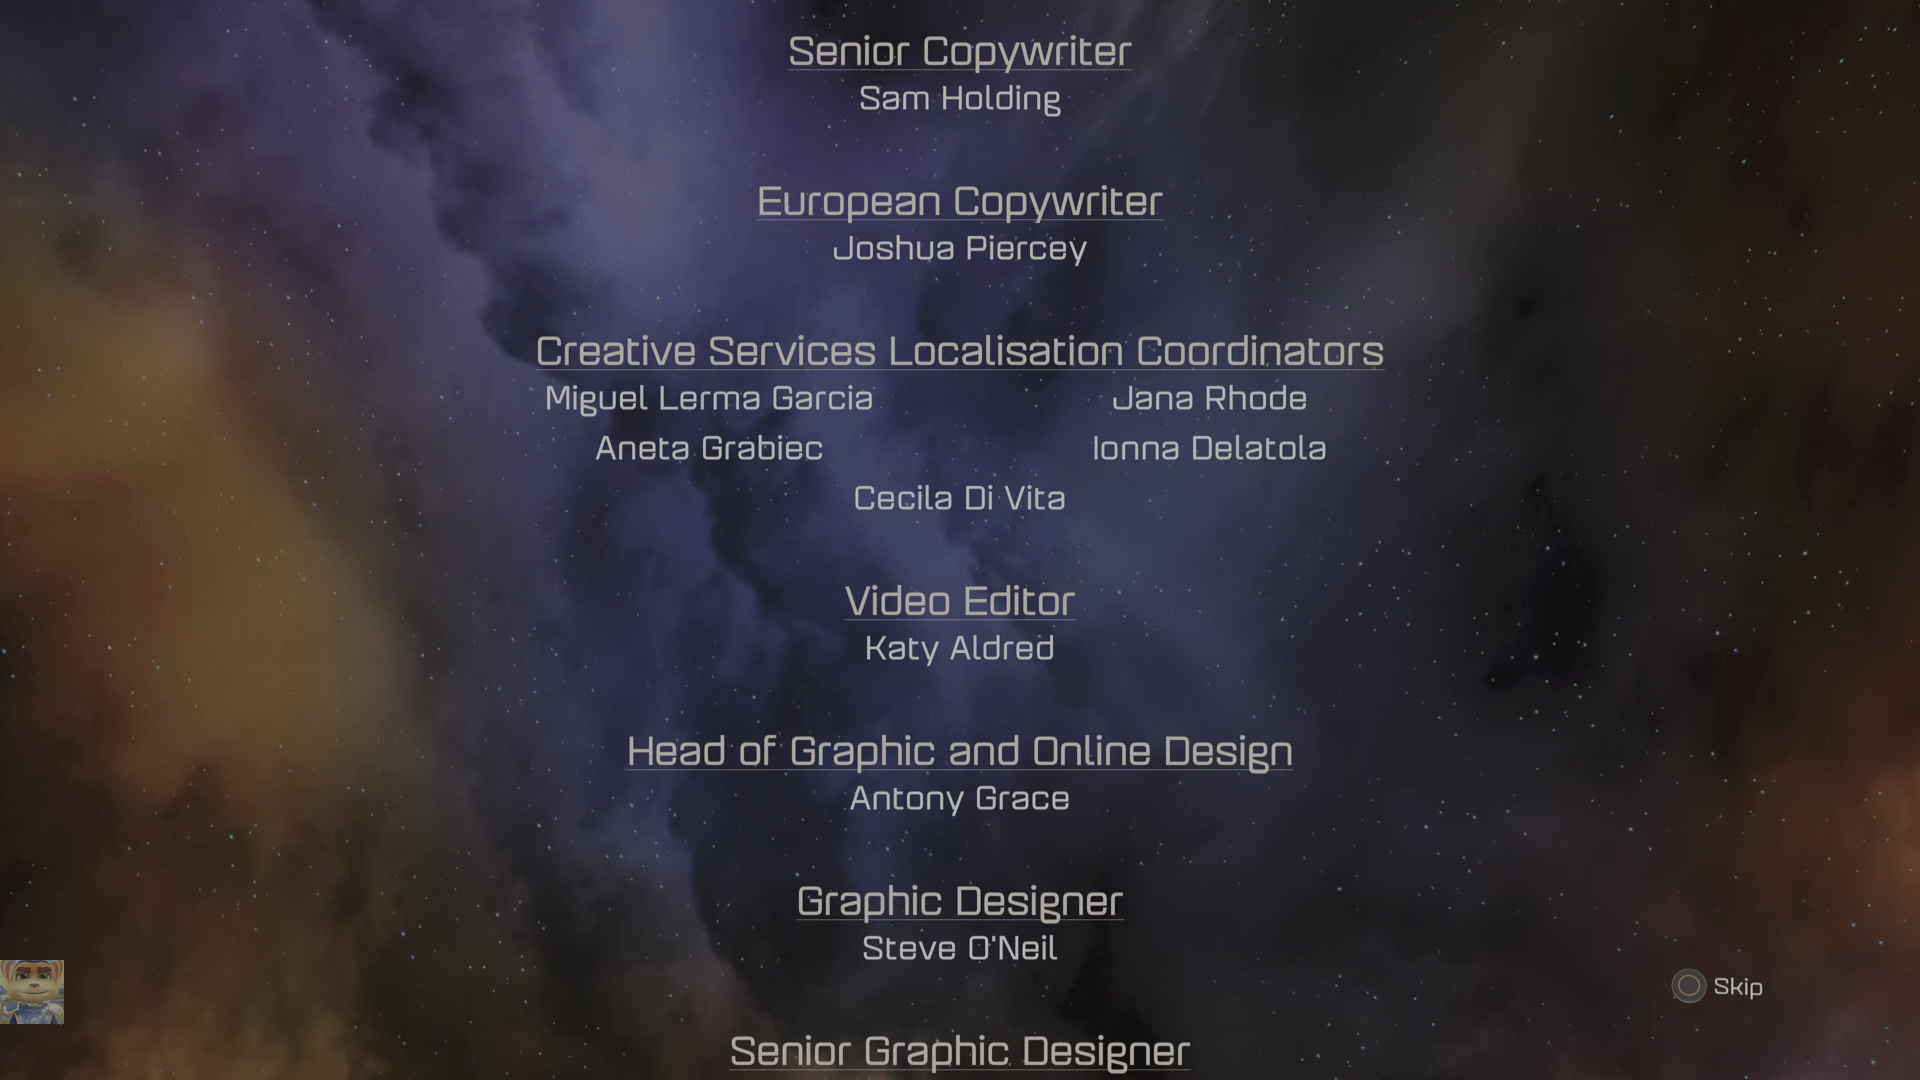 Senior Copywriter
Sam Holding
European Copywriter
Joshua Piercey
Creative Services Localisation Coordinators
Miguel Lerma Garcia
Jana Rhode
Aneta Grabiec
Ionna Delatola
Cecila Di Vita
Video Editor
Katy Aldred
Head of Graphic and Online Design
Antony Grace
Graphic Designer
Steve O'Neil
Skip
Senior Graphic Designer